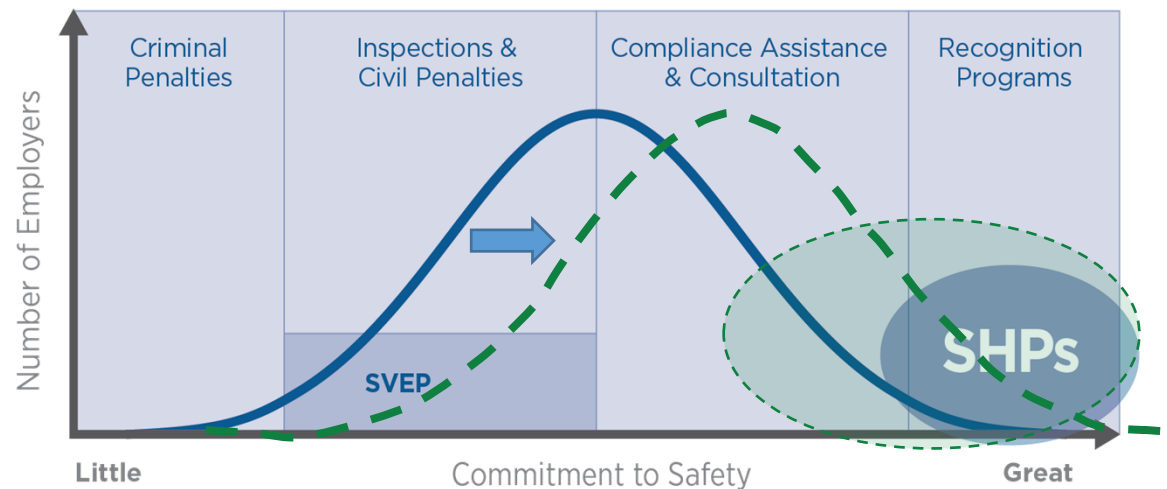 Criminal
Penalties
Inspections &
Civil Penalties
Compliance Assistance
& Consultation
Recognition
Programs
Number of Employers
SVEP
SHPs
Little
Commitment to Safety
Great